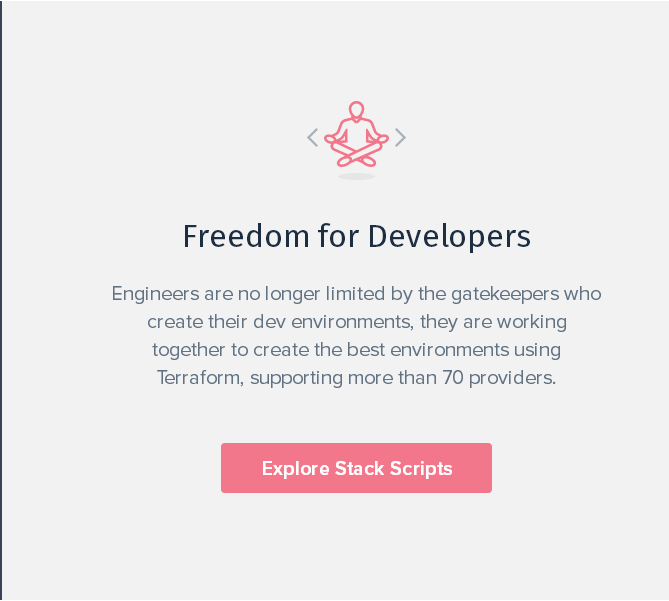 Freedom for Developers
Engineers are no longer limited by the gatekeepers who
create their dev environments, they are working
together to create the best environments using
Terraform, supporting more than 70 providers.
Explore Stack Scripts